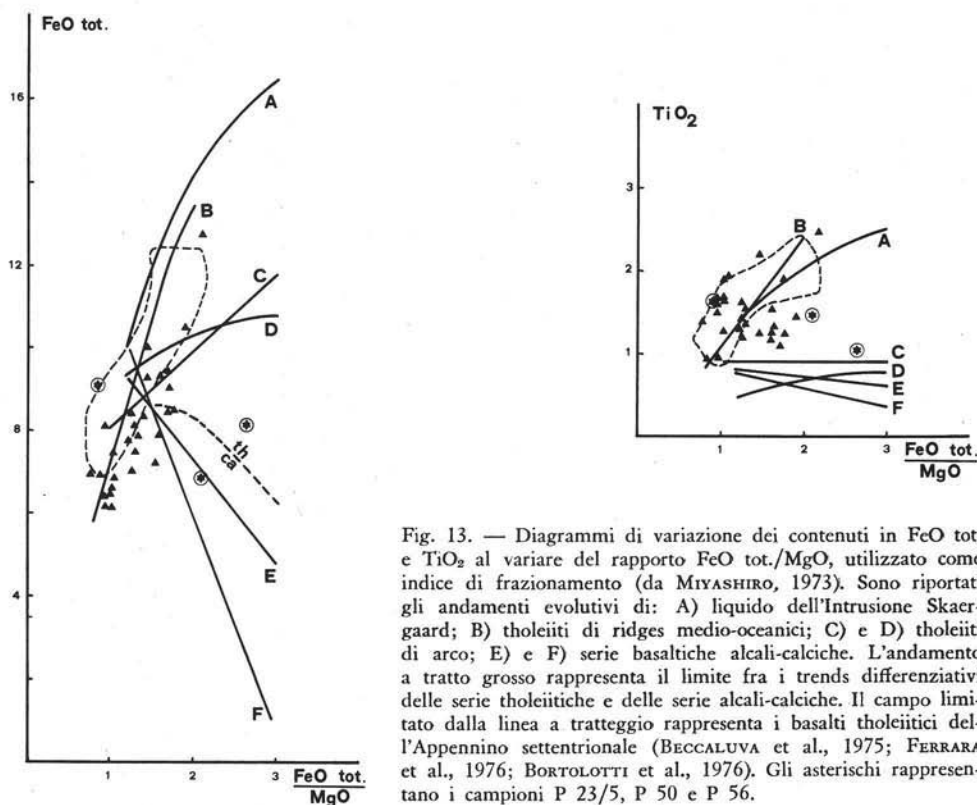 FeO tot.
16
12
8
4
A
B
C
D
th
ca
E
F
1
2
3
FeO tot.
MgO
TiO₂
3
2
1
B
A
C
D
E
F
1
2
3
FeO tot.
MgO
Fig. 13. — Diagrammi di variazione dei contenuti in FeO tot
e TiO₂ al variare del rapporto FeO tot./MgO, utilizzato come
indice di frazionamento (da MIYASHIRO, 1973). Sono riportat
gli andamenti evolutivi di: A) liquido dell'Intrusione Skaer-
gaard; B) tholeiiti di ridges medio-oceanici; C) e D) tholeiiti
di arco; E) e F) serie basaltiche alcali-calciche. L'andamento
a tratto grosso rappresenta il limite fra i trends differenziativi
delle serie tholeiitiche e delle serie alcali-calciche. Il campo limi-
tato dalla linea a tratteggio rappresenta i basalti tholeiitici del-
l'Appennino settentrionale (BECCALUVA et al., 1975; FERRARA
et al., 1976; BORTOLOTTI et al., 1976). Gli asterischi rappresen-
tano i campioni P 23/5, P 50 e P 56.